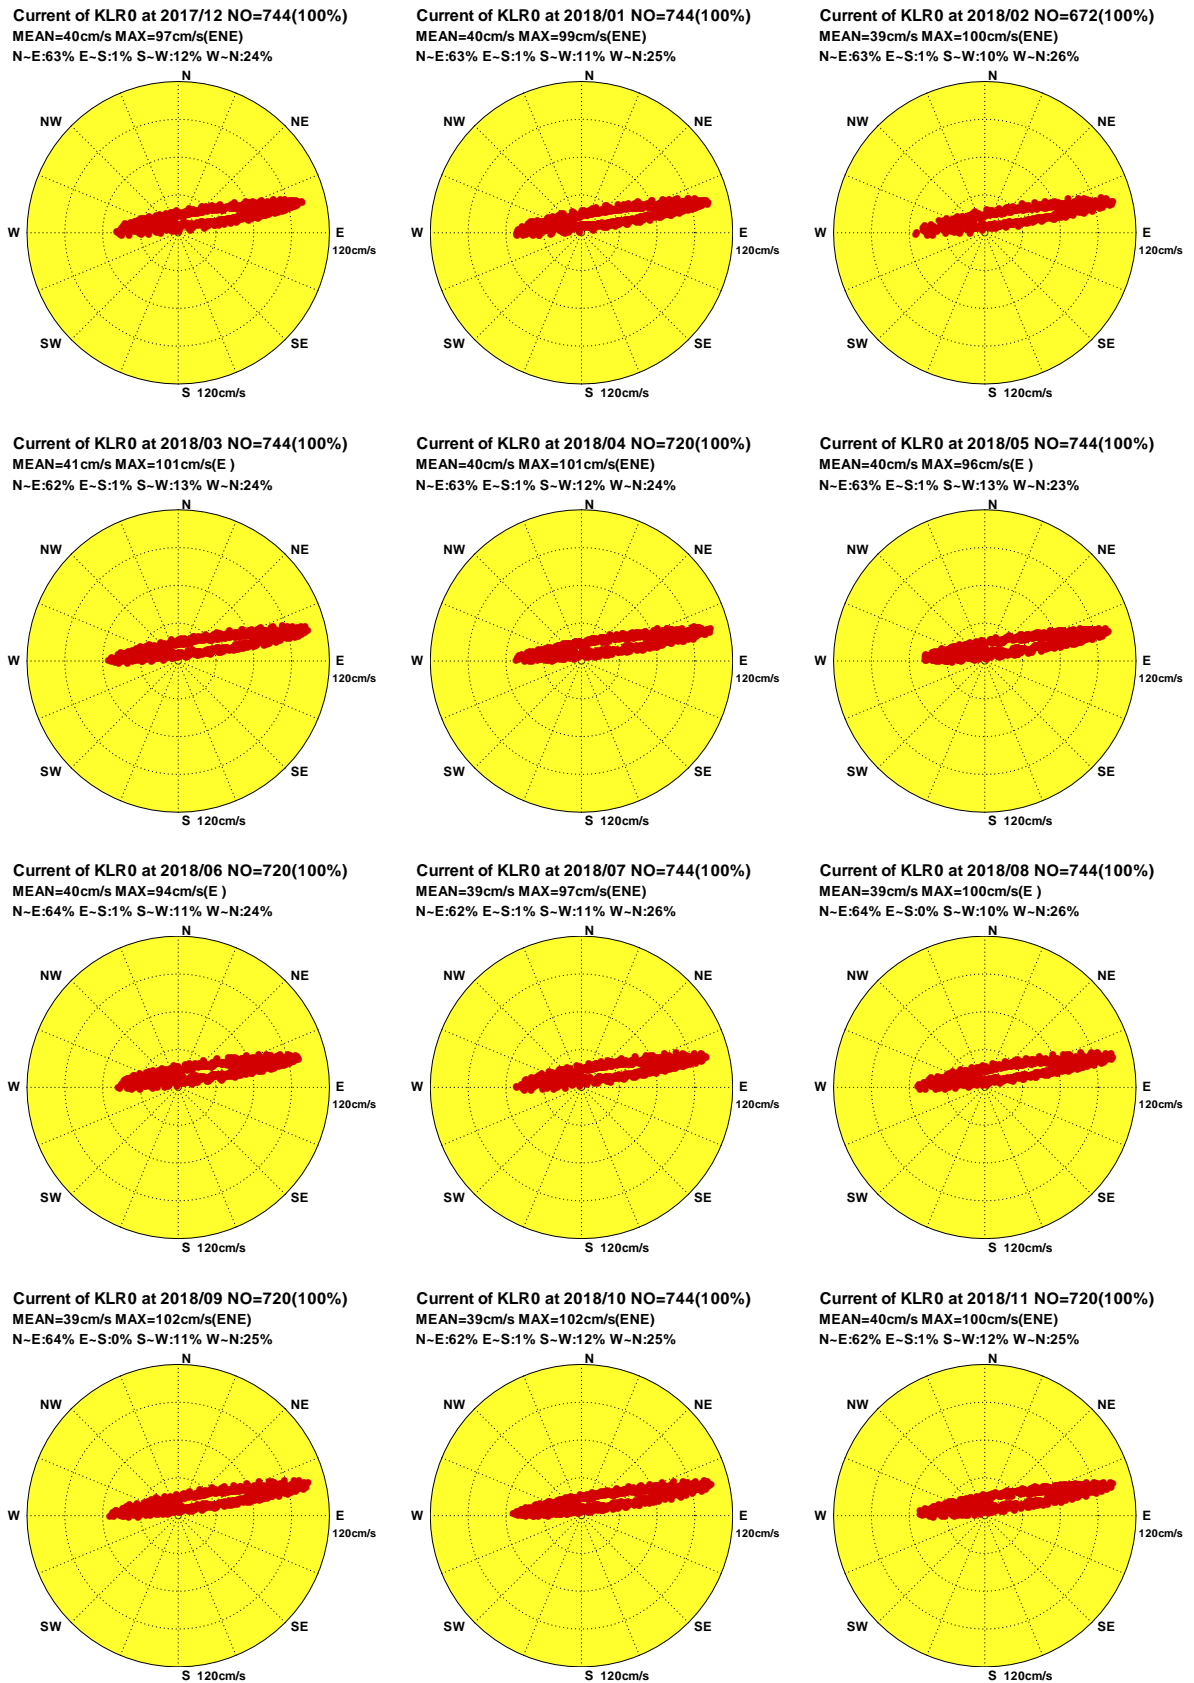 Current of KLR0 at 2017/12 NO=744(100%)
MEAN=40cm/s MAX=97cm/s(ENE)
N~E:63% E~S:1% S~W:12% W~N:24%
N
NW
NE
W
E
120cm/s
SW
SE
S 120cm/s
Current of KLR0 at 2018/01 NO=744(100%)
MEAN=40cm/s MAX=99cm/s(ENE)
N~E:63% E~S:1% S~W:11% W~N:25%
N
NW
NE
W
E
120cm/s
SW
SE
S 120cm/s
Current of KLR0 at 2018/02 NO=672(100%)
MEAN=39cm/s MAX=100cm/s(ENE)
N~E:63% E~S:1% S~W:10% W~N:26%
N
NW
NE
W
E
120cm/s
SW
SE
S 120cm/s
Current of KLR0 at 2018/03 NO=744(100%)
MEAN=41cm/s MAX=101cm/s(E )
N~E:62% E~S:1% S~W:13% W~N:24%
N
NW
NE
W
E
120cm/s
SW
SE
S 120cm/s
Current of KLR0 at 2018/04 NO=720(100%)
MEAN=40cm/s MAX=101cm/s(ENE)
N~E:63% E~S:1% S~W:12% W~N:24%
N
NW
NE
W
E
120cm/s
SW
SE
S 120cm/s
Current of KLR0 at 2018/05 NO=744(100%)
MEAN=40cm/s MAX=96cm/s(E )
N~E:63% E~S:1% S~W:13% W~N:23%
N
NW
NE
W
E
120cm/s
SW
SE
S 120cm/s
Current of KLR0 at 2018/06 NO=720(100%)
MEAN=40cm/s MAX=94cm/s(E )
N~E:64% E~S:1% S~W:11% W~N:24%
N
NW
NE
W
E
120cm/s
SW
SE
S 120cm/s
Current of KLR0 at 2018/07 NO=744(100%)
MEAN=39cm/s MAX=97cm/s(ENE)
N~E:62% E~S:1% S~W:11% W~N:26%
N
NW
NE
W
E
120cm/s
SW
SE
S 120cm/s
Current of KLR0 at 2018/08 NO=744(100%)
MEAN=39cm/s MAX=100cm/s(E )
N~E:64% E~S:0% S~W:10% W~N:26%
N
NW
NE
W
E
120cm/s
SW
SE
S 120cm/s
Current of KLR0 at 2018/09 NO=720(100%)
MEAN=39cm/s MAX=102cm/s(ENE)
N~E:64% E~S:0% S~W:11% W~N:25%
N
NW
NE
W
E
120cm/s
SW
SE
S 120cm/s
Current of KLR0 at 2018/10 NO=744(100%)
MEAN=39cm/s MAX=102cm/s(ENE)
N~E:62% E~S:1% S~W:12% W~N:25%
N
NW
NE
W
E
120cm/s
SW
SE
S 120cm/s
Current of KLR0 at 2018/11 NO=720(100%)
MEAN=40cm/s MAX=100cm/s(ENE)
N~E:62% E~S:1% S~W:12% W~N:25%
N
NW
NE
W
E
120cm/s
SW
SE
S 120cm/s